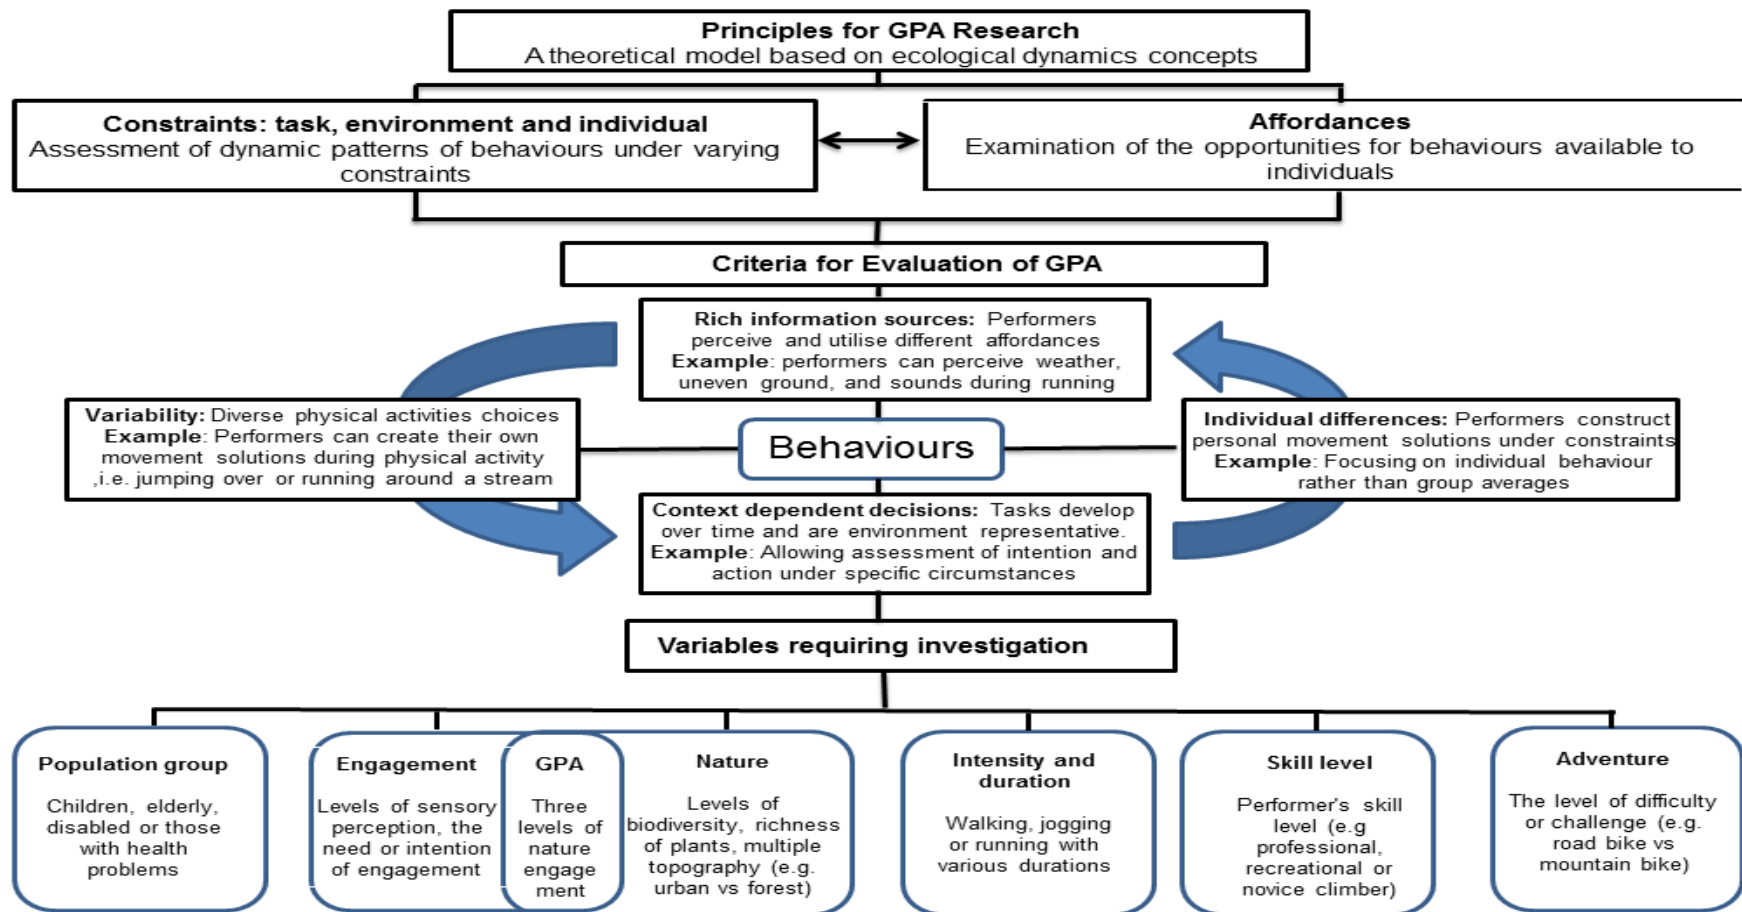 Principles for GPA Research
A theoretical model based on ecological dynamics concepts
Constraints: task, environment and individual
Assessment of dynamic patterns of behaviours under varying
constraints
Affordances
Examination of the opportunities for behaviours available to
individuals
Criteria for Evaluation of GPA
Rich information sources: Performers
perceive and utilise different affordances
Example: performers can perceive weather,
uneven ground, and sounds during running
Variability: Diverse physical activities choices
Example: Performers can create their own
movement solutions during physical activity
,i.e. jumping over or running around a stream
Behaviours
Individual differences: Performers construct
personal movement solutions under constraints
Example: Focusing on individual behaviour
rather than group averages
Context dependent decisions: Tasks develop
over time and are environment representative.
Example: Allowing assessment of intention and
action under specific circumstances
Variables requiring investigation
Population group
Children, elderly,
disabled or those
with health
problems
Engagement
Levels of sensory
perception, the
need or intention
of engagement
GPA
Three
levels of
nature
engage
ment
Nature
Levels of
biodiversity, richness
of plants, multiple
topography (e.g.
urban vs forest)
Intensity and
duration
Walking, jogging
or running with
various durations
Skill level
Performer's skill
level (e.g
professional,
recreational or
novice climber)
Adventure
The level of difficulty
or challenge (e.g.
road bike vs
mountain bike)